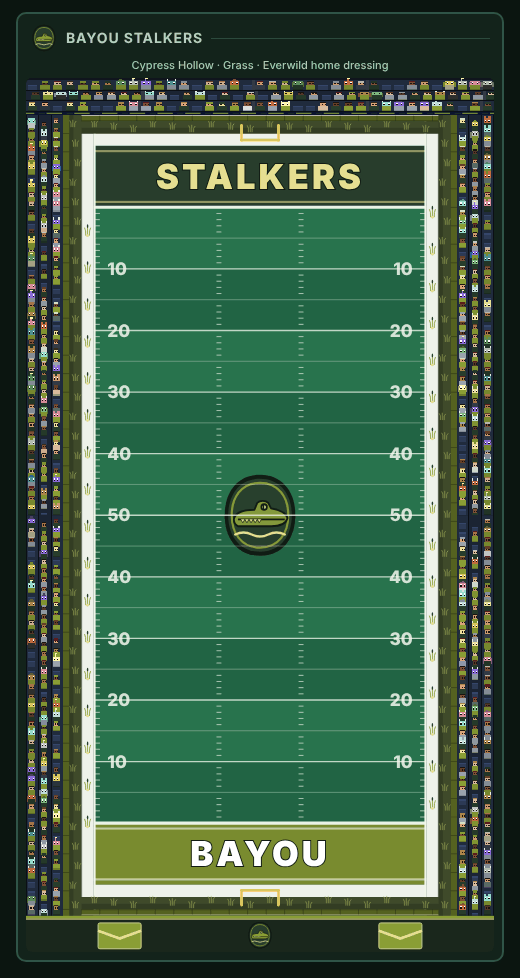 BAYOU STALKERS
Cypress Hollow · Grass · Everwild home dressing
STALKERS
10 10
20 20
30 30
40 40
50 50
40 40
30 30
20 20
10 10
BAYOU